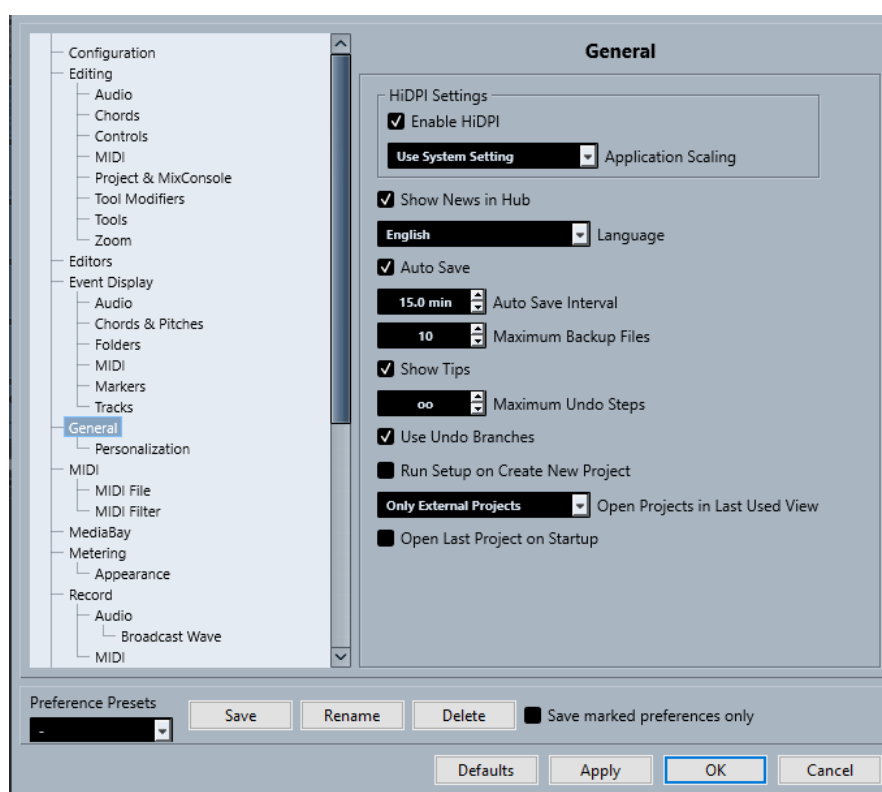 Configuration
Editing
Audio
Chords
Controls
MIDI
Project & MixConsole
Tool Modifiers
Tools
Zoom
Editors
Event Display
Audio
Chords & Pitches
Folders
MIDI
Markers
Tracks
General
Personalization
MIDI
MIDI File
MIDI Filter
MediaBay
Metering
Appearance
Record
Audio
Broadcast Wave
MIDI
General
HiDPI Settings
Enable HiDPI
Use System Setting Application Scaling
Show News in Hub
English Language
Auto Save
15.0 min Auto Save Interval
10 Maximum Backup Files
Show Tips
oo Maximum Undo Steps
Use Undo Branches
Run Setup on Create New Project
Only External Projects Open Projects in Last Used View
Open Last Project on Startup
Preference Presets
- Save Rename Delete Save marked preferences only
Defaults Apply OK Cancel